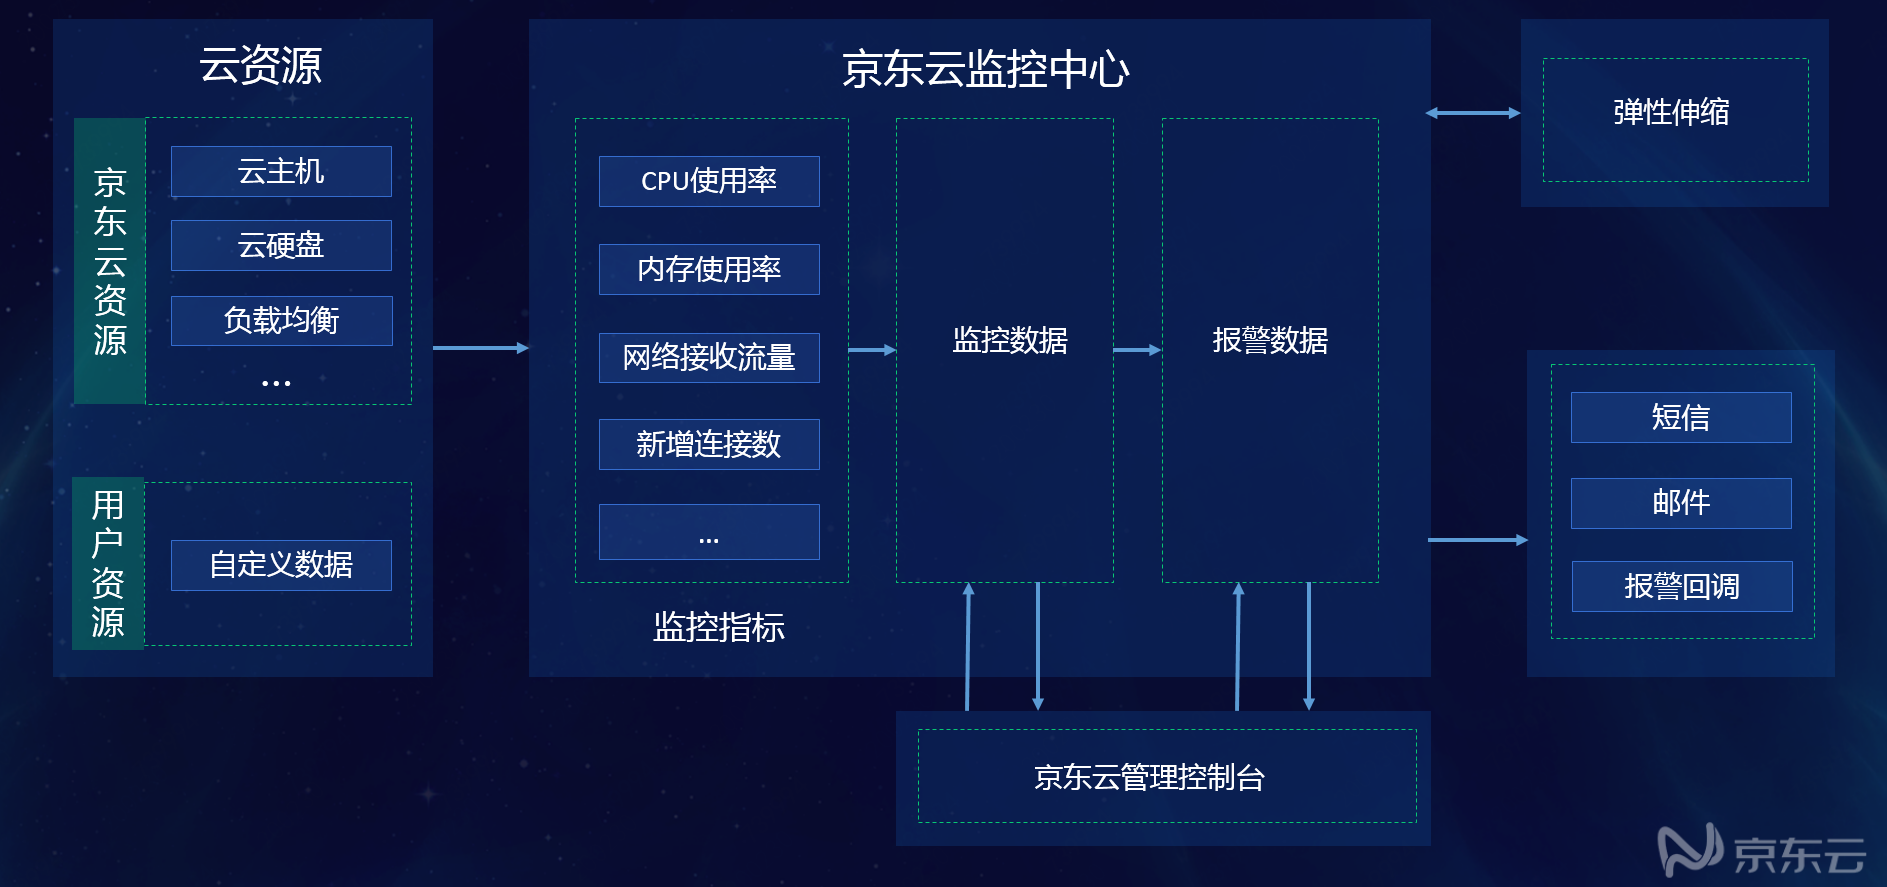 云资源
京东云资源
云主机
云硬盘
负载均衡
...
用户资源
自定义数据
京东云监控中心
CPU使用率
内存使用率
网络接收流量
新增连接数
...
监控指标
监控数据
报警数据
弹性伸缩
短信
邮件
报警回调
京东云管理控制台
京东云